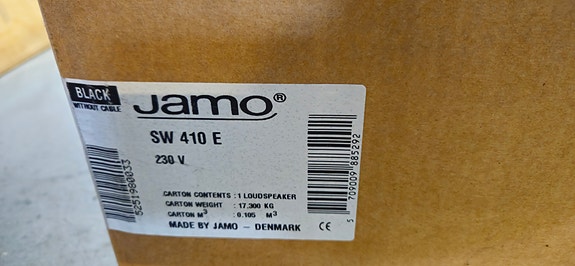 BLACK
WITHOUT CABLE
Jamo®
SW 410 E
230 V
CARTON CONTENTS : 1 LOUDSPEAKER
CARTON WEIGHT : 17.300 KG
CARTON M³ : 0.105 M³
MADE BY JAMO - DENMARK
CE
5251980033
5 709009 885292